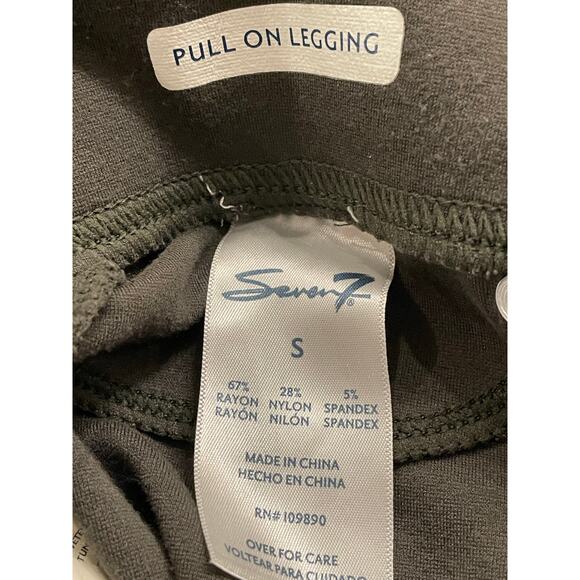 PULL ON LEGGING
Seven7®
S
67% 28% 5%
RAYON NYLON SPANDEX
RAYÓN NILÓN SPANDEX
MADE IN CHINA
HECHO EN CHINA
RN# 109890
OVER FOR CARE
VOLTEAR PARA CUIDADO